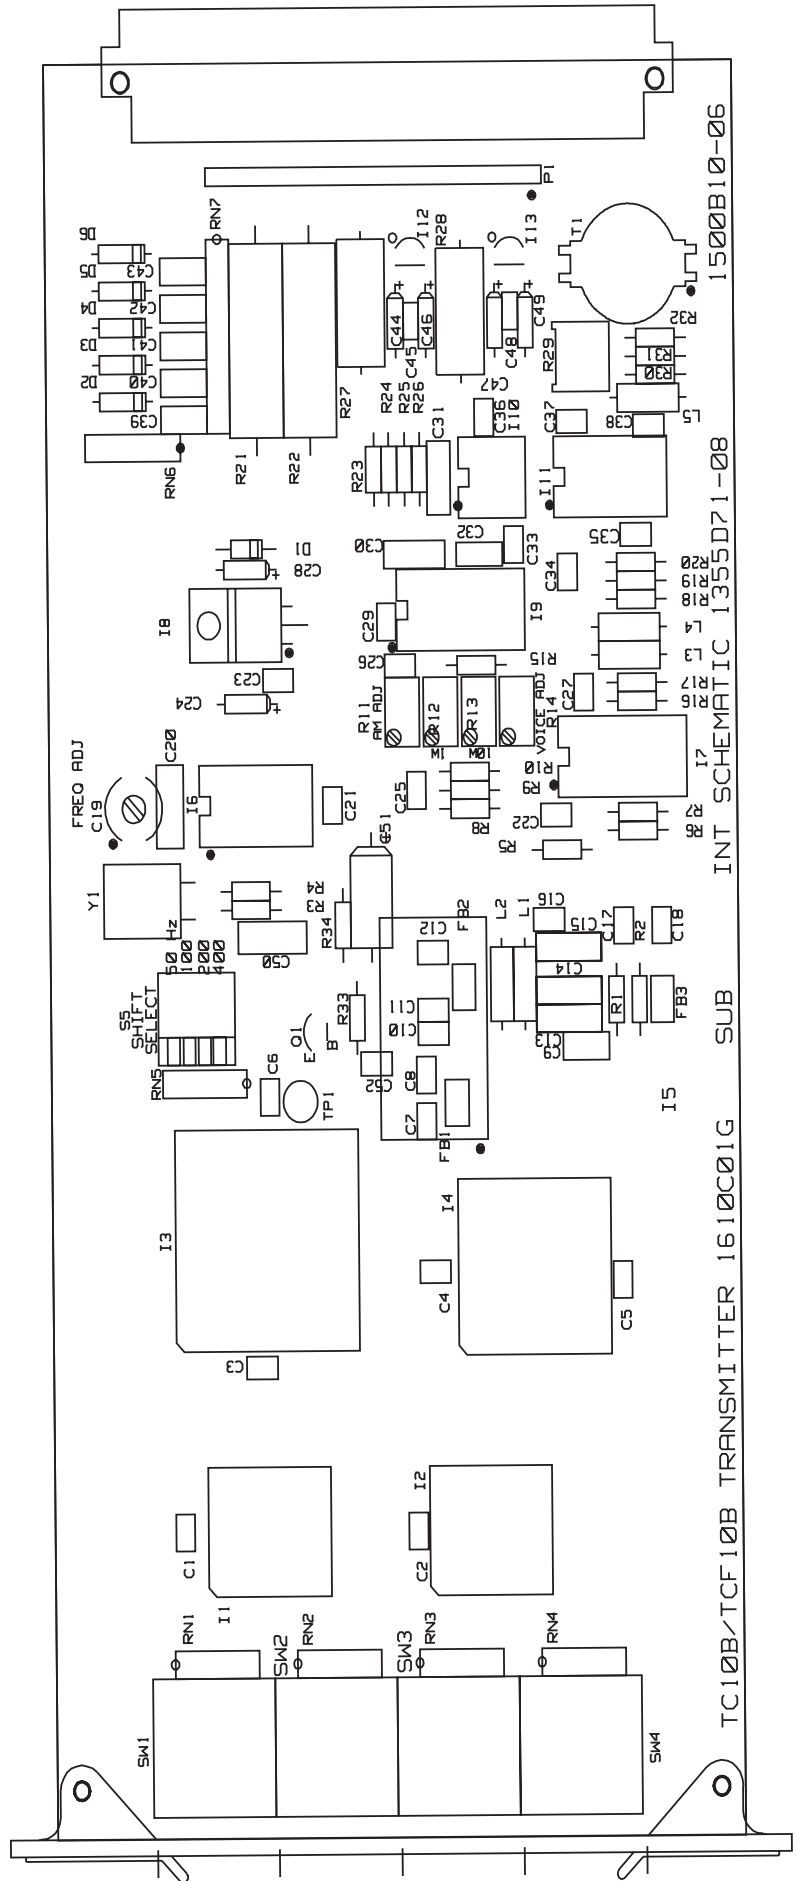 P1
1500B10-06
T1
I13
R28
I12
RN7
D6
D5
D4
D3
D2
C43
C42
C41
C40
C39
RN6
R21
R22
R27
C44
C45
C46
C48
C49
C47
R29
R32
R31
R30
L5
R24
R25
R26
R23
C31
C36
I10
C37
C38
I11
C35
D1
C28
I8
C23
C24
C30
C32
C33
C34
C29
I9
R20
R19
R18
L4
L3
R17
R16
C26
R15
R11
AM ADJ
R12
1W
R13
10W
VOICE ADJ
R14
C27
I7
R10
R9
R8
C25
C22
R7
R6
R5
FREQ ADJ
C19
C20
I6
C21
C51
Y1
R4
R3
C50
R34
Hz
50
100
200
400
S5
SHIFT
SELECT
RN5
C6
TP1
Q1
E
B
R33
C52
C12
FB2
C11
C10
C8
C7
FB1
L2
L1
C16
C15
C14
C13
C9
C17
R2
C18
R1
FB3
I5
INT SCHEMATIC 1355D71-08
SUB
TC10B/TCF10B TRANSMITTER 1610C01G
I3
C3
I4
C4
C5
C1
I1
C2
I2
RN1
SW2
RN2
SW3
RN3
RN4
SW1
SW4